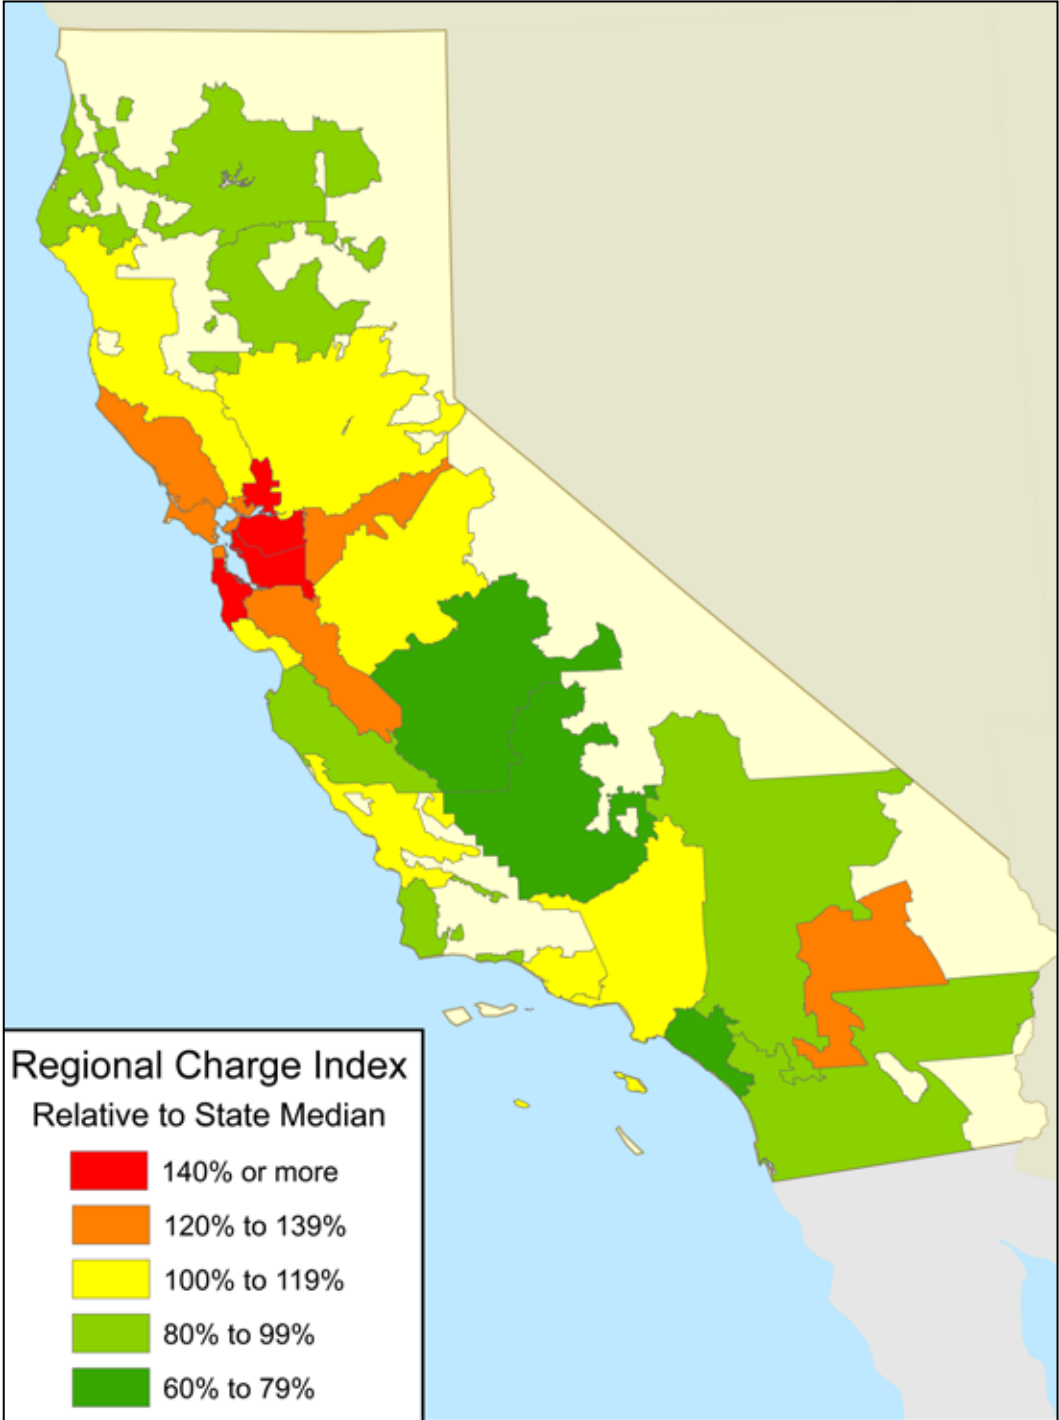 Regional Charge Index
Relative to State Median
140% or more
120% to 139%
100% to 119%
80% to 99%
60% to 79%